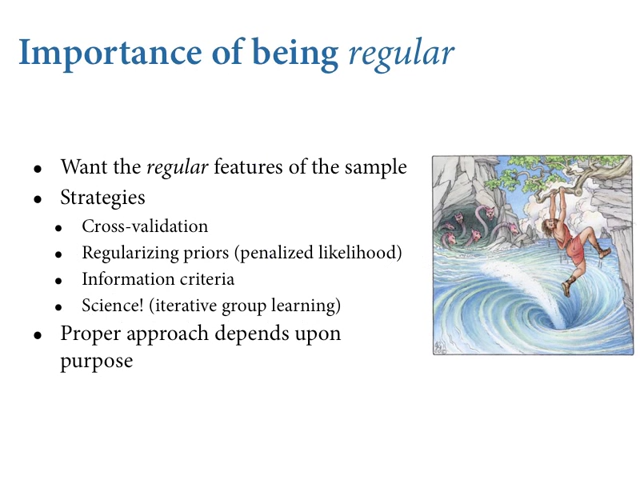 Importance of being regular
• Want the regular features of the sample
• Strategies
• Cross-validation
• Regularizing priors (penalized likelihood)
• Information criteria
• Science! (iterative group learning)
• Proper approach depends upon
purpose